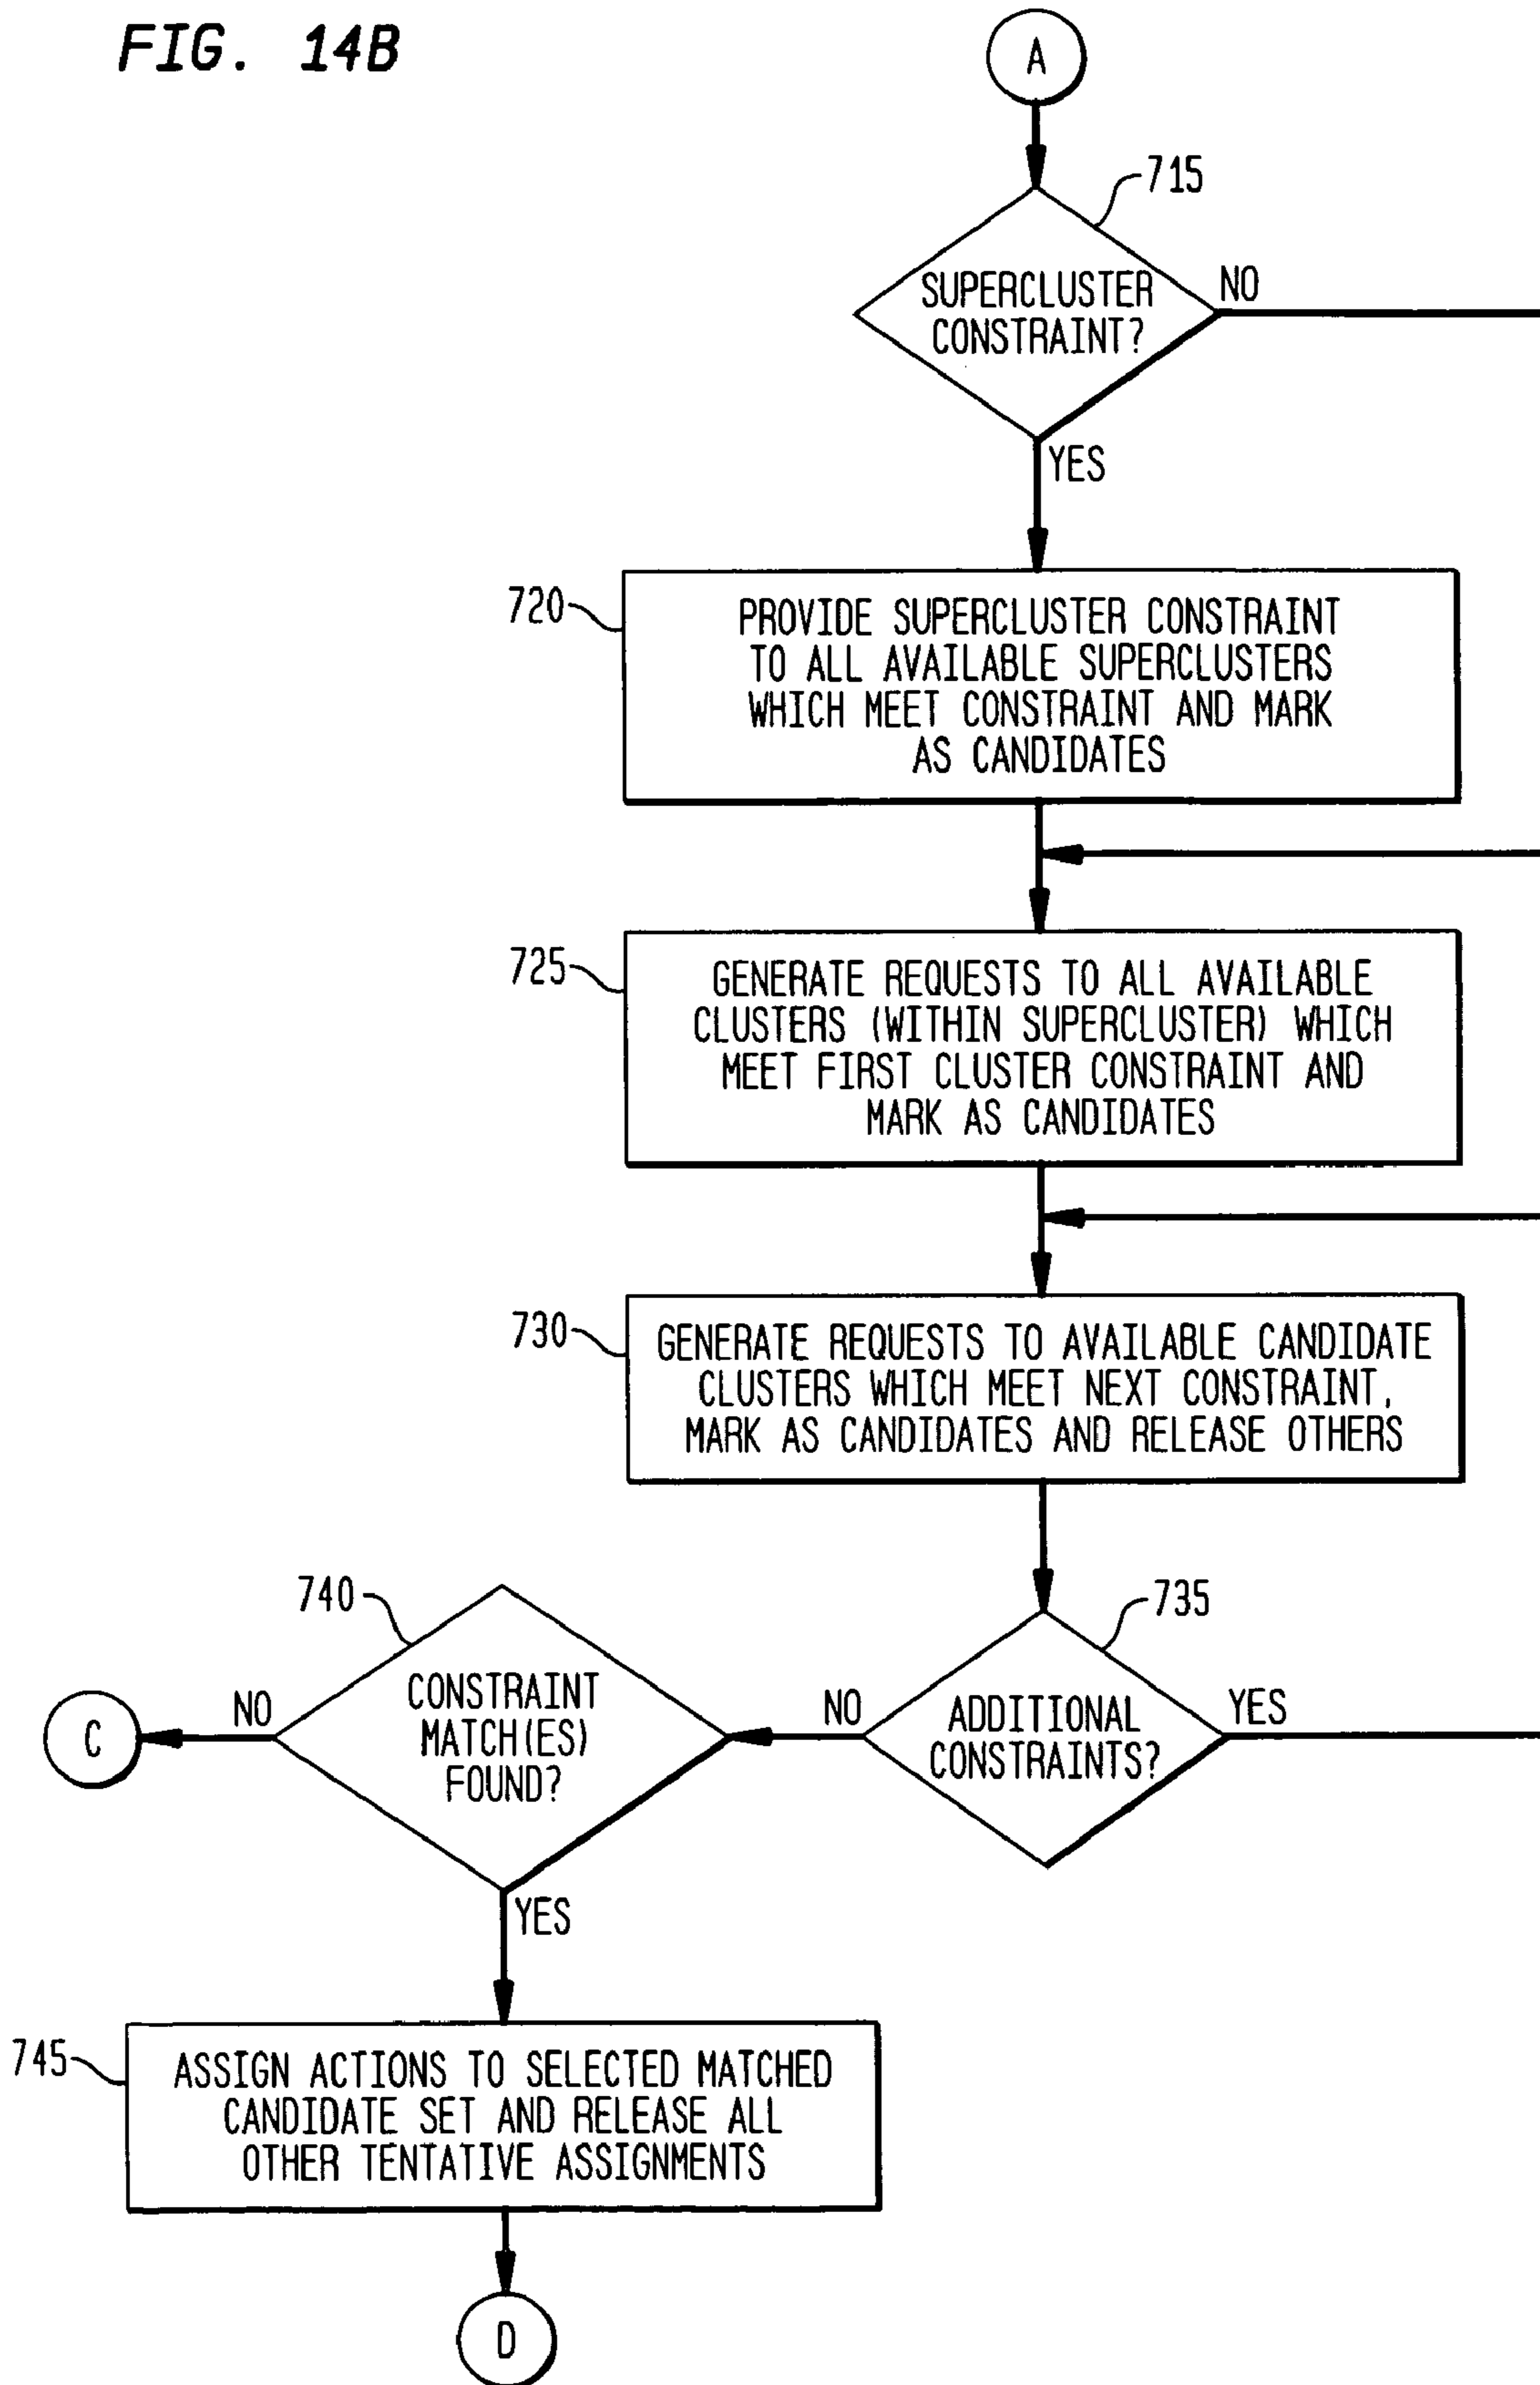 FIG. 14B
A
715
SUPERCLUSTER
CONSTRAINT?
NO
YES
720
PROVIDE SUPERCLUSTER CONSTRAINT
TO ALL AVAILABLE SUPERCLUSTERS
WHICH MEET CONSTRAINT AND MARK
AS CANDIDATES
725
GENERATE REQUESTS TO ALL AVAILABLE
CLUSTERS (WITHIN SUPERCLUSTER) WHICH
MEET FIRST CLUSTER CONSTRAINT AND
MARK AS CANDIDATES
730
GENERATE REQUESTS TO AVAILABLE CANDIDATE
CLUSTERS WHICH MEET NEXT CONSTRAINT,
MARK AS CANDIDATES AND RELEASE OTHERS
735
ADDITIONAL
CONSTRAINTS?
YES
NO
740
CONSTRAINT
MATCH(ES)
FOUND?
NO
C
YES
745
ASSIGN ACTIONS TO SELECTED MATCHED
CANDIDATE SET AND RELEASE ALL
OTHER TENTATIVE ASSIGNMENTS
D